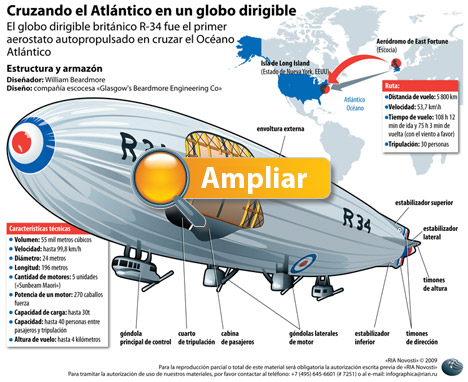 Cruzando el Atlántico en un globo dirigible
El globo dirigible británico R-34 fue el primer
aerostato autopropulsado en cruzar el Océano
Atlántico
Estructura y armazón
Diseñador: William Beardmore
Diseño: compañía escocesa «Glasgow's Beardmore Engineering Co»
Isla de Long Island
(Estado de Nueva York, EEUU)
Aeródromo de East Fortune
(Escocia)
Atlántico
Océano
Ruta:
Distancia de vuelo: 5 800 km
Velocidad: 53,7 km/h
Tiempo de vuelo: 108 h 12
min de ida y 75 h 3 min de
vuelta (con el viento a favor)
Tripulación: 30 personas
envoltura externa
R 34
Ampliar
R 34
estabilizador superior
estabilizador
lateral
timones
de altura
Características técnicas
Volumen: 55 mil metros cúbicos
Velocidad: hasta 99,8 km/h
Diámetro: 24 metros
Longitud: 196 metros
Cantidad de motores: 5 unidades
(«Sunbeam Maori»)
Potencia de un motor: 270 caballos
fuerza
Capacidad de carga: hasta 30t
Capacidad: hasta 40 personas entre
pasajeros y tripulación
Altura de vuelo: hasta 4 kilómetros
góndola
principal de control
cuarto
de tripulación
cabina
de pasajeros
góndolas laterales
de motor
estabilizador
inferior
timones
de dirección
«RIA Novosti» © 2009
Para la reproducción parcial o total de este material será obligatoria la autorización escrita previa de «RIA Novosti»
Para tramitar la autorización de uso de nuestros materiales, por favor contactar al teléfono: +7 (495) 645-6601 (# 7251) o al e-mail: infographica@rian.ru